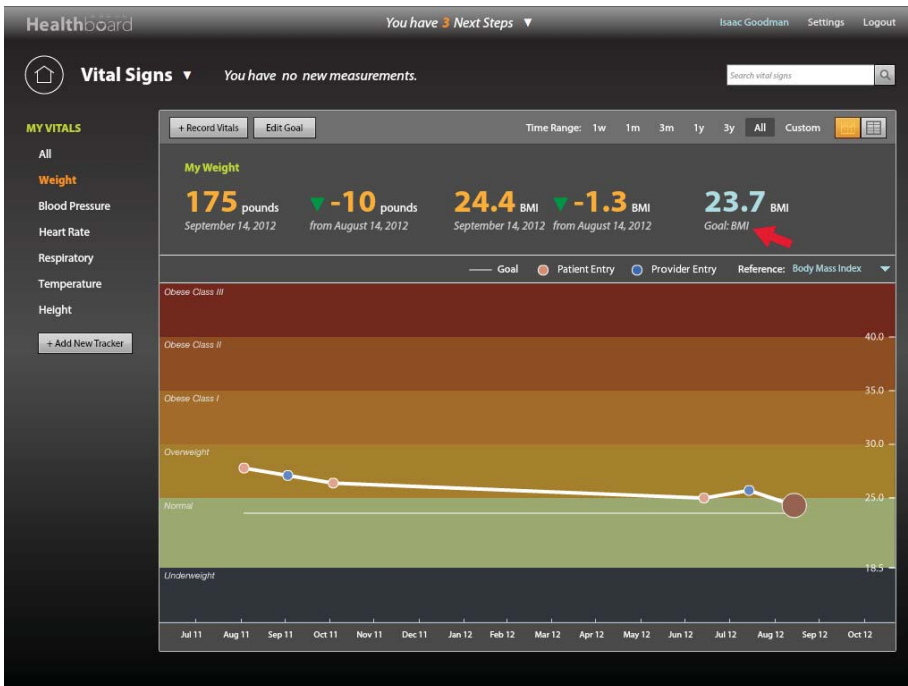 Healthboard
You have 3 Next Steps ▼
Isaac Goodman Settings Logout
Vital Signs ▼
You have no new measurements.
Search vital signs
MY VITALS
All
Weight
Blood Pressure
Heart Rate
Respiratory
Temperature
Height
+ Add New Tracker
+ Record Vitals Edit Goal
Time Range: 1w 1m 3m 1y 3y All Custom
My Weight
175 pounds ▼ -10 pounds 24.4 BMI ▼ -1.3 BMI 23.7 BMI
September 14, 2012 from August 14, 2012 September 14, 2012 from August 14, 2012 Goal: BMI
Goal Patient Entry Provider Entry Reference: Body Mass Index ▼
Obese Class III
40.0
Obese Class II
35.0
Obese Class I
30.0
Overweight
25.0
Normal
18.5
Underweight
Jul 11 Aug 11 Sep 11 Oct 11 Nov 11 Dec 11 Jan 12 Feb 12 Mar 12 Apr 12 May 12 Jun 12 Jul 12 Aug 12 Sep 12 Oct 12